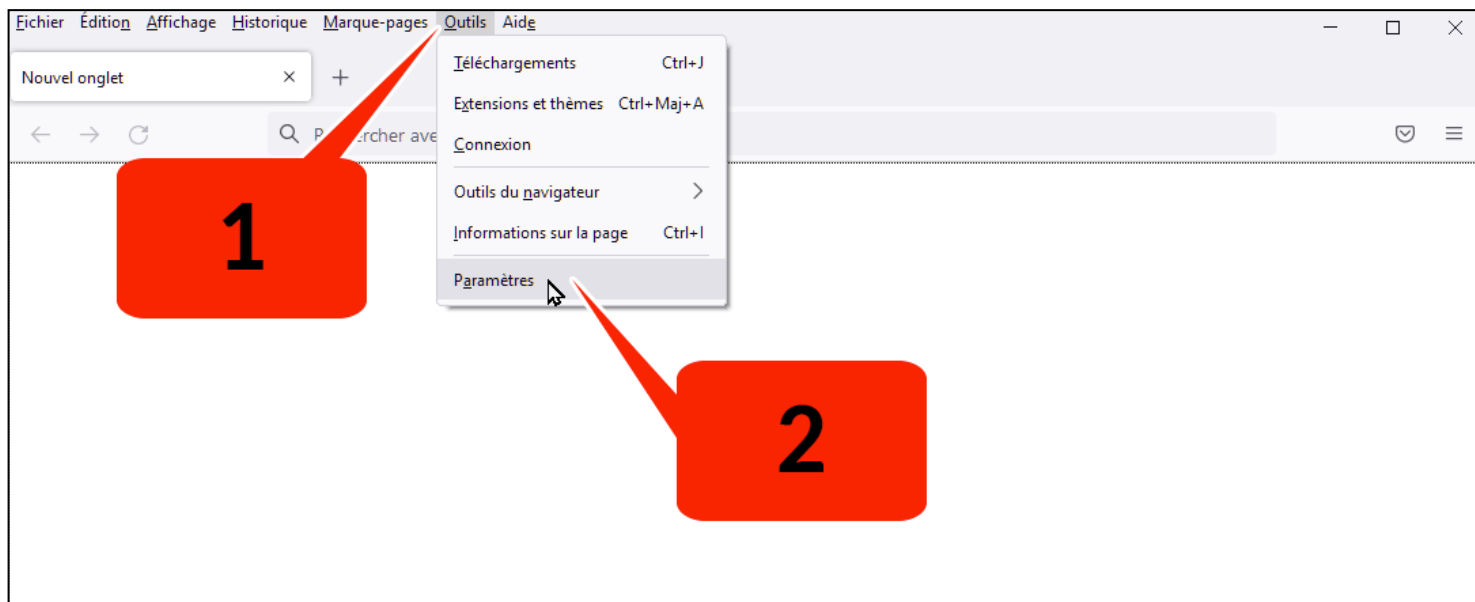 Fichier Édition Affichage Historique Marque-pages Outils Aide
Nouvel onglet
Téléchargements Ctrl+J
Extensions et thèmes Ctrl+Maj+A
Connexion
Outils du navigateur
Informations sur la page Ctrl+I
Paramètres
1
2